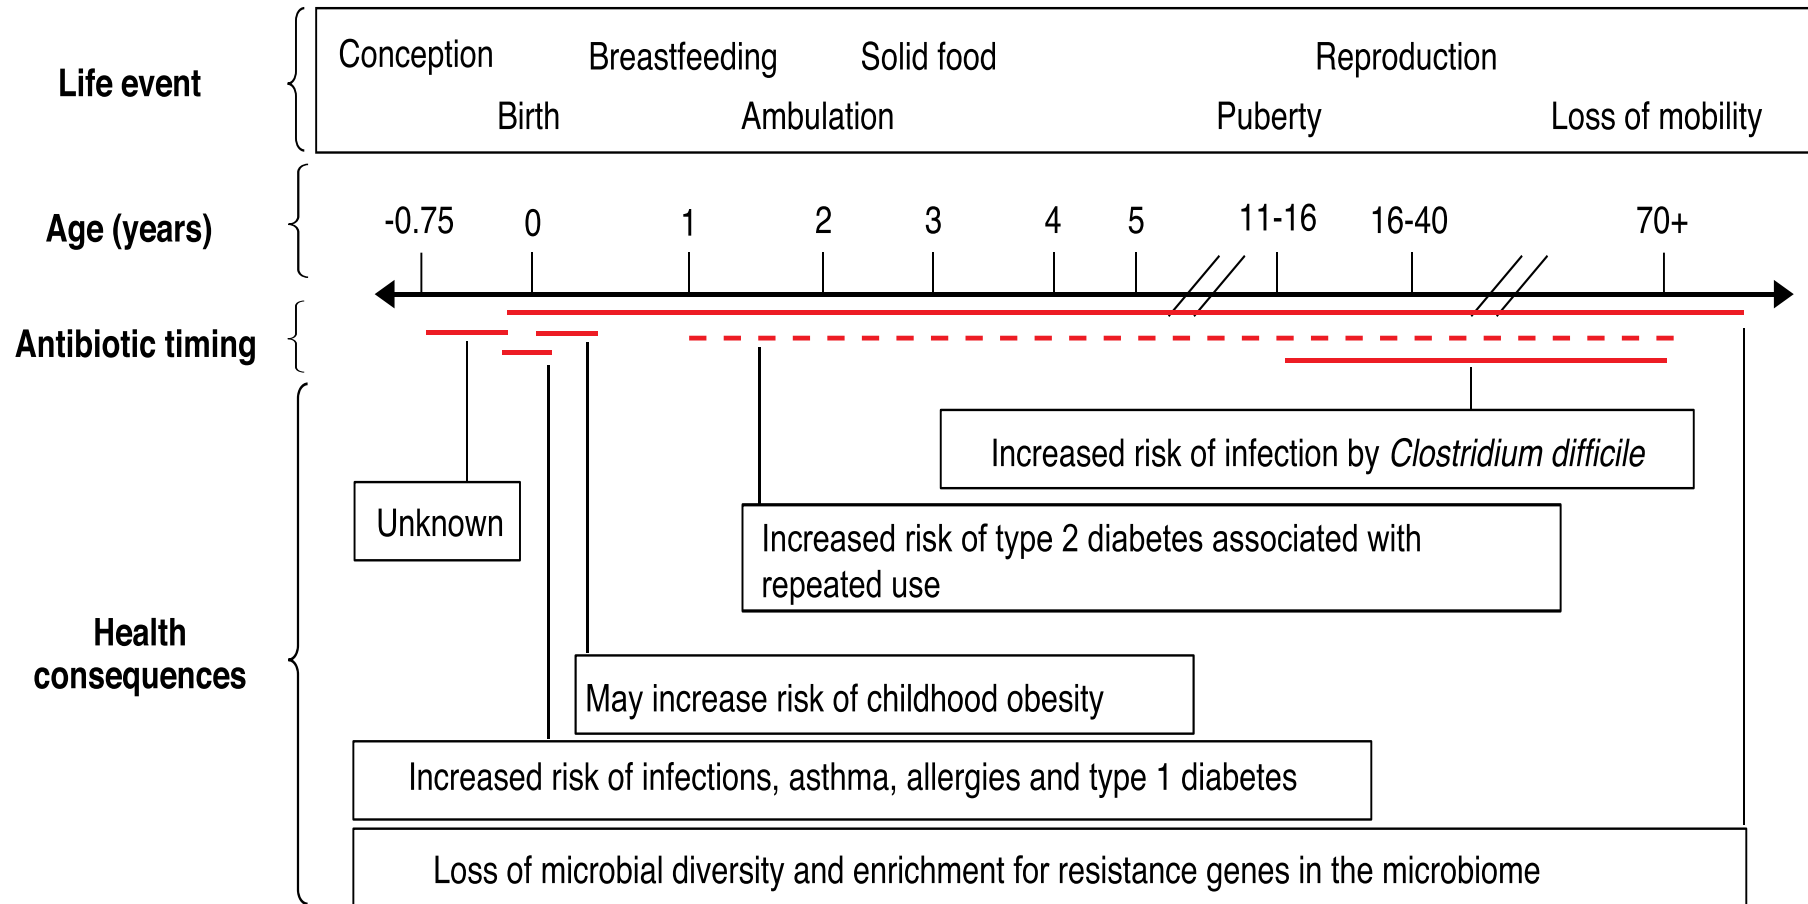 Life event
Conception Breastfeeding Solid food Reproduction
Birth Ambulation Puberty Loss of mobility
Age (years)
-0.75 0 1 2 3 4 5 11-16 16-40 70+
Antibiotic timing
Increased risk of infection by Clostridium difficile
Unknown
Increased risk of type 2 diabetes associated with
repeated use
Health
consequences
May increase risk of childhood obesity
Increased risk of infections, asthma, allergies and type 1 diabetes
Loss of microbial diversity and enrichment for resistance genes in the microbiome